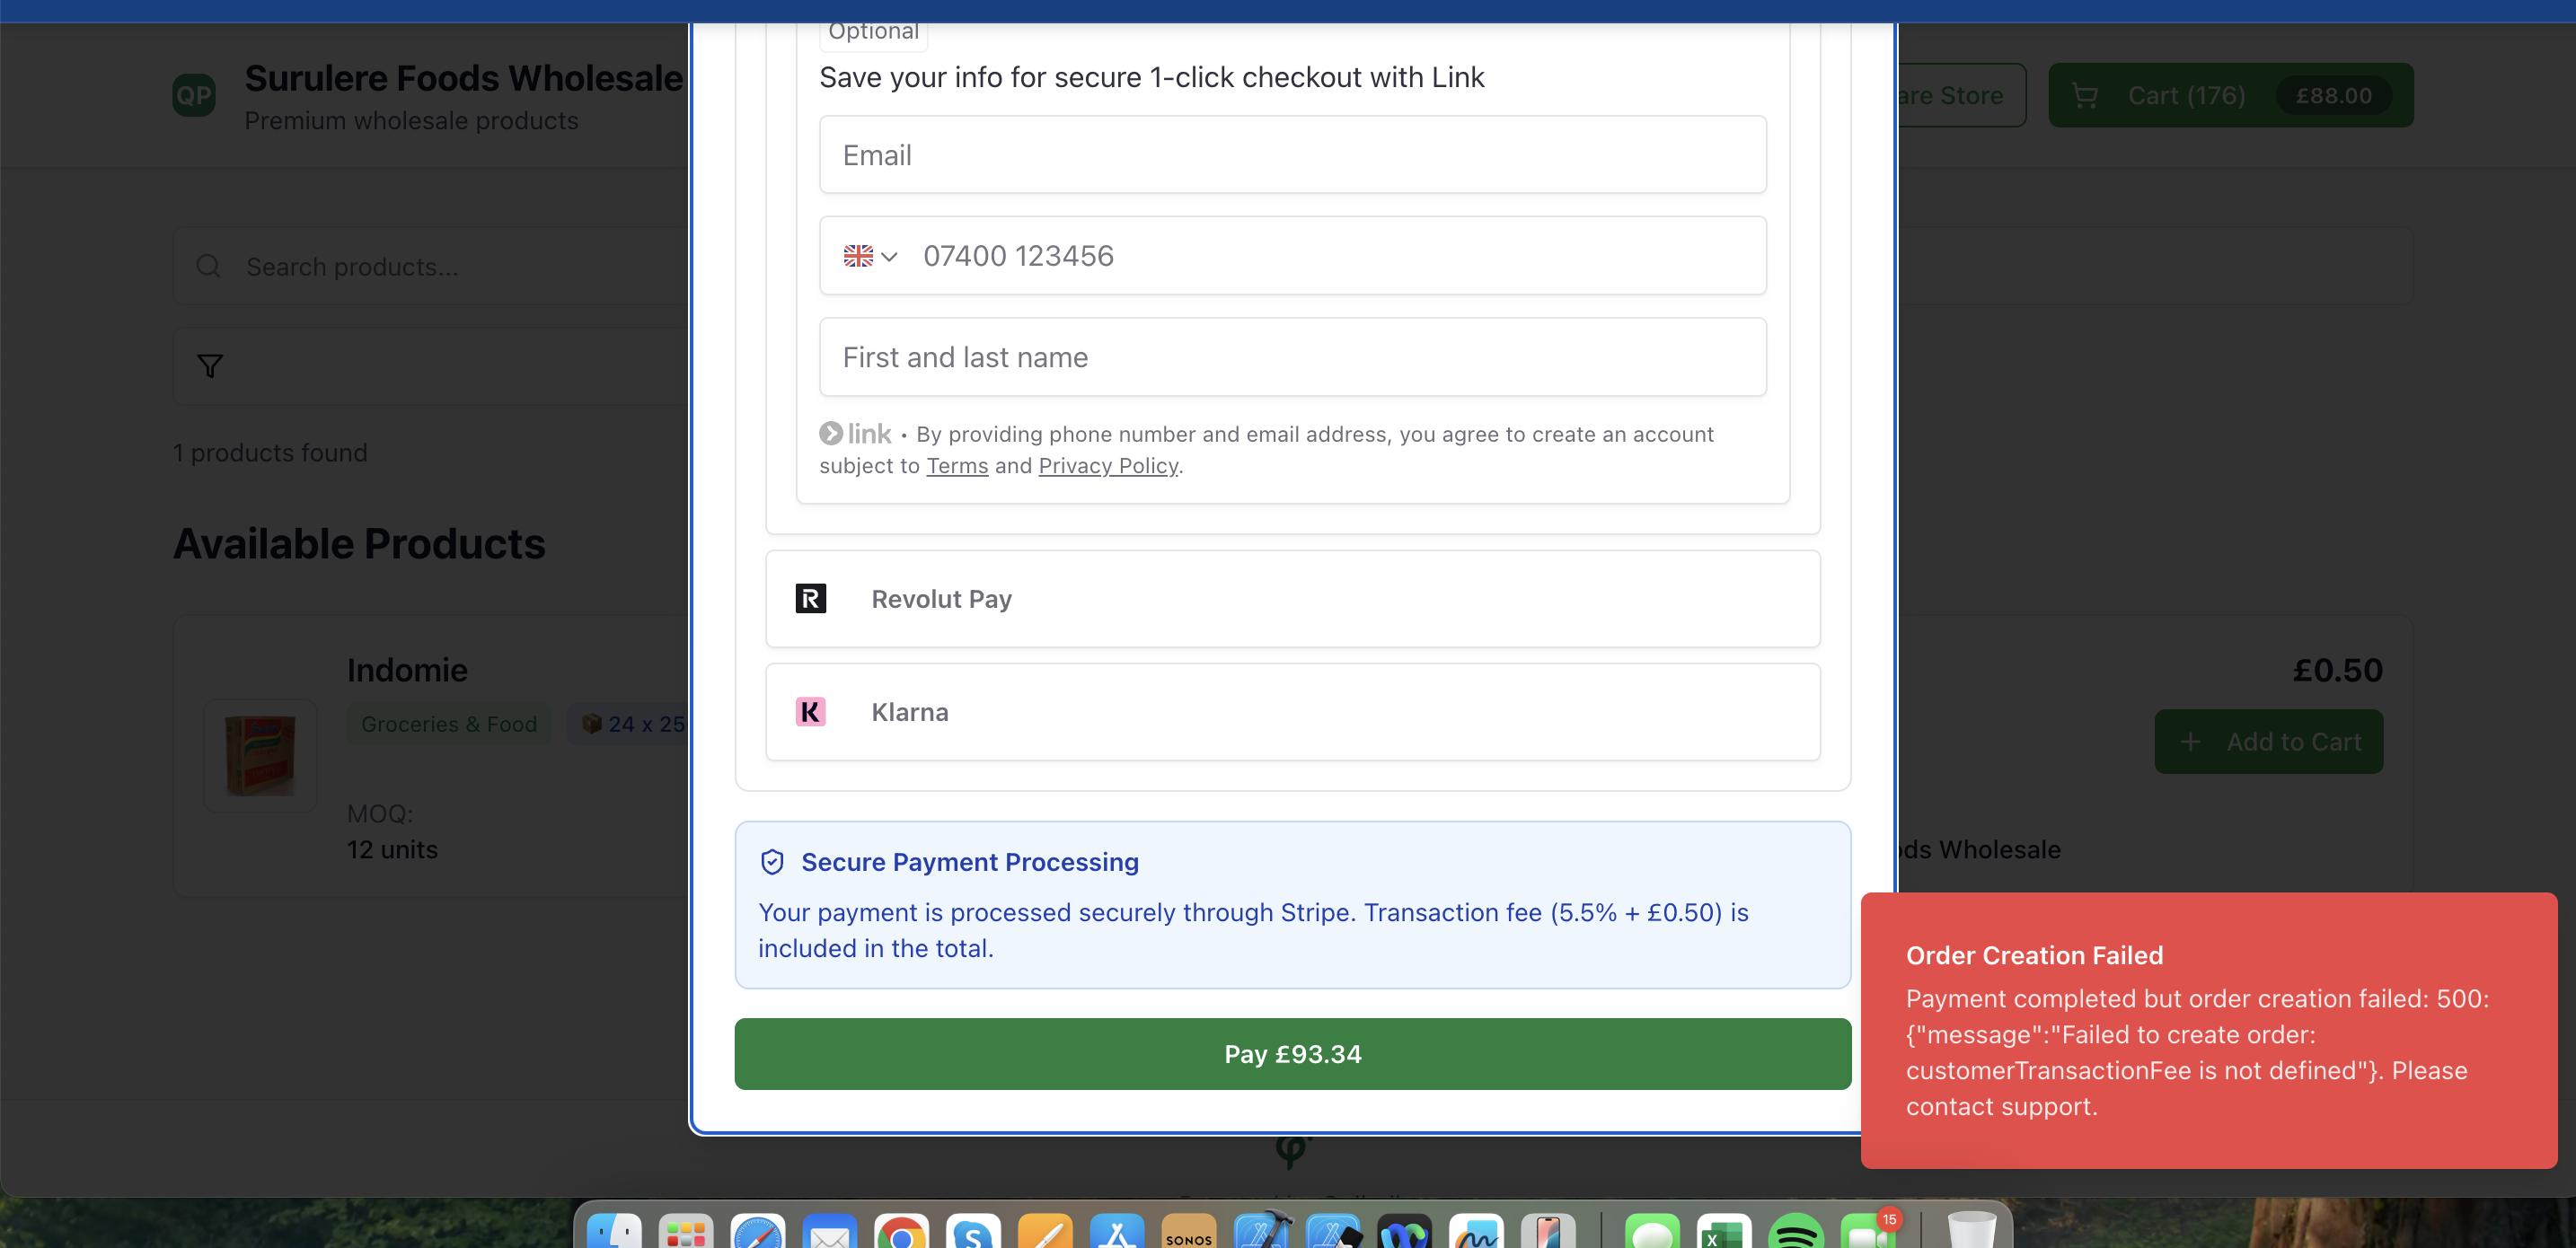 Optional
QP
Surulere Foods Wholesale
Premium wholesale products
Save your info for secure 1-click checkout with Link
are Store
Cart (176)
£88.00
Email
07400 123456
Search products...
First and last name
link • By providing phone number and email address, you agree to create an account
subject to Terms and Privacy Policy.
1 products found
Available Products
Revolut Pay
Indomie
Groceries & Food
24 x 25
£0.50
Add to Cart
Klarna
MOQ:
12 units
ods Wholesale
Secure Payment Processing
Your payment is processed securely through Stripe. Transaction fee (5.5% + £0.50) is
included in the total.
Pay £93.34
Order Creation Failed
Payment completed but order creation failed: 500:
{"message":"Failed to create order:
customerTransactionFee is not defined"}. Please
contact support.
SONOS
15